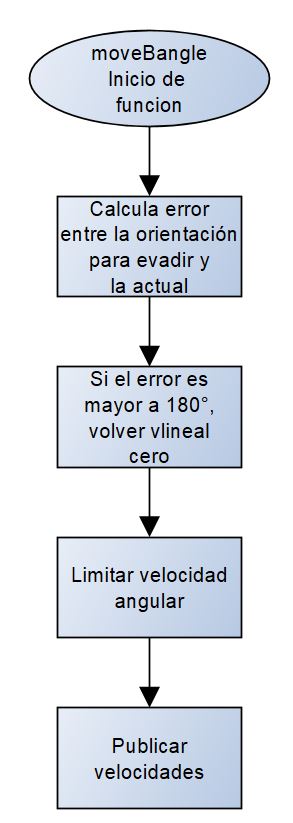 moveBangle
Inicio de
funcion
Calcula error
entre la orientación
para evadir y
la actual
Si el error es
mayor a 180°,
volver vlineal
cero
Limitar velocidad
angular
Publicar
velocidades